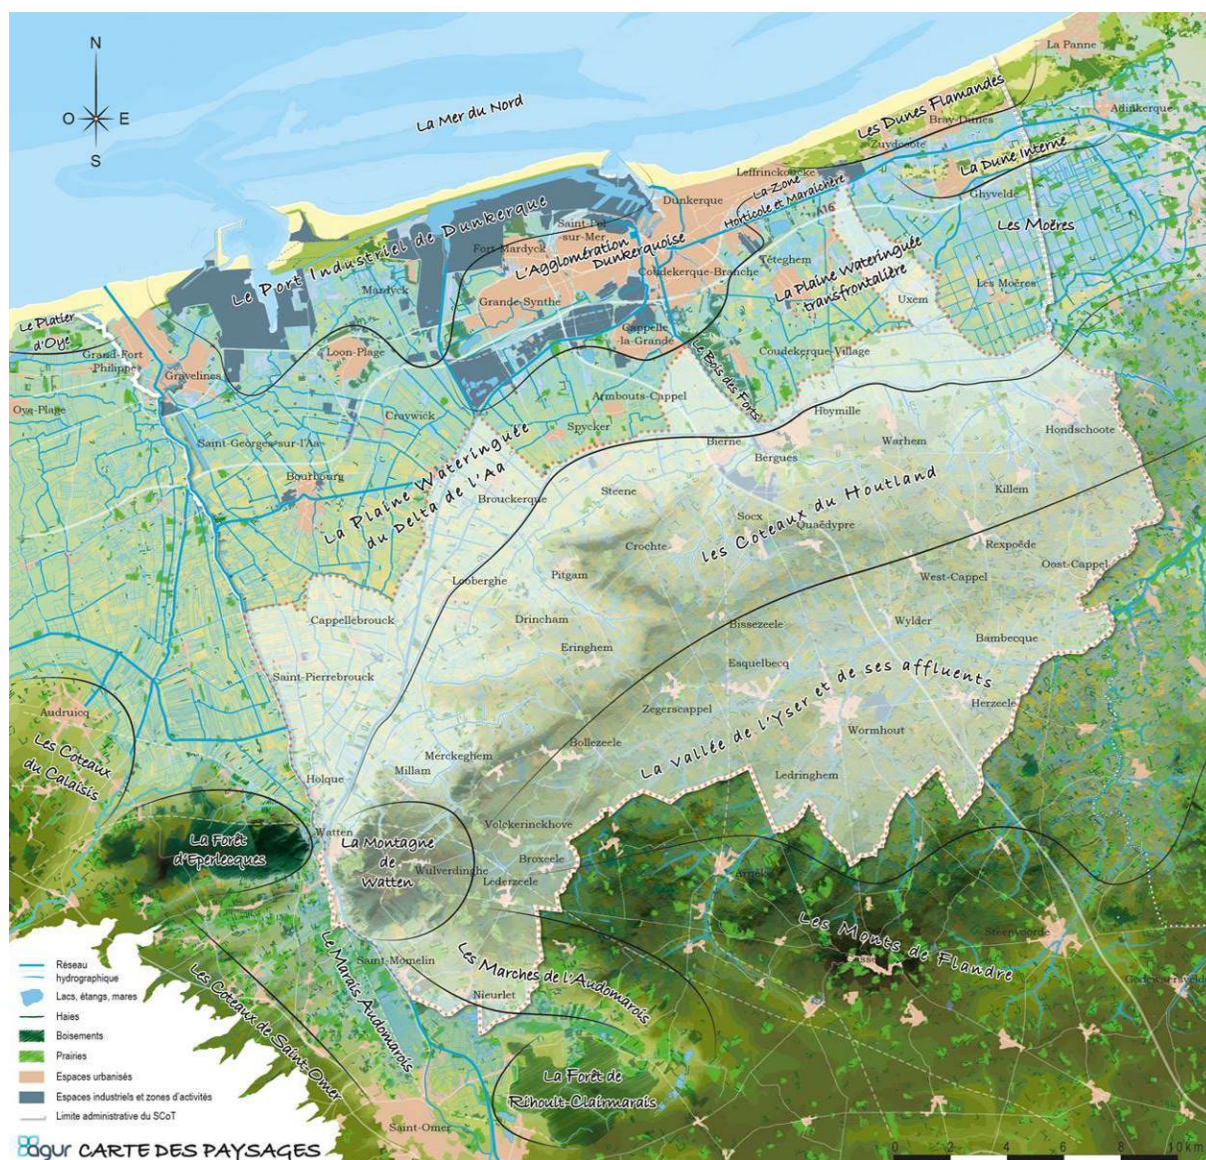 N
O
E
S
La Mer du Nord
La Panne
Adinkerque
Les Dunes Flamandes
Bray-Dunes
Zuydcoote
La Dune Interne
Ghyvelde
Leffrinckoucke
La Zone
Horticole et Maraichère
A16
Dunkerque
Les Moëres
Les Moëres
Le Port Industriel de Dunkerque
Saint-Pol
sur-Mer
Fort-Mardyck
L'Agglomération
Dunkerquoise
Coudekerque-Branche
Téteghem
La Plaine Wateringuée
transfrontalière
Uxem
Mardyck
Grande-Synthe
Cappelle
la-Grande
Le Bois des Forts
Coudekerque-Village
Le Platier
d'Oye
Grand-Fort
Philippe
Gravelines
Loon-Plage
Oye-Plage
Craywick
Armbouts-Cappel
Spycker
Saint-Georges-sur-l'Aa
Bourbourg
La Plaine Wateringuée
du Delta de l'Aa
Brouckerque
Steene
Bierne
Bergues
Hoymille
Warhem
Hondschoote
Killem
Les Coteaux du Houtland
Socx
Quaëdypre
Crochte
Rexpoëde
Oost-Cappel
West-Cappel
Looberghe
Pitgam
Cappellebrouck
Drincham
Eringhem
Bissezeele
Wylder
Bambecque
Esquelbecq
Saint-Pierrebrouck
Zegerscappel
La Vallée de l'Yser et de ses affluents
Herzeele
Wormhout
Bollezeele
Ledringhem
Audruicq
Les Coteaux
du Calaisis
Merckeghem
Millam
Holque
La Forêt
d'Eperlecques
Watten
La Montagne
de
Watten
Wulverdinghe
Volckerinckhove
Broxeele
Lederzeele
Arnèke
Les Monts de Flandre
Steenvoorde
Godewaersvelde
Le Marais Audomarois
Saint-Momelin
Les Marches de l'Audomarois
Nieurlet
Les Coteaux de Saint-Omer
La Forêt de
Rihoult-Clairmarais
Saint-Omer
Réseau
hydrographique
Lacs, étangs, mares
Haies
Boisements
Prairies
Espaces urbanisés
Espaces industriels et zones d'activités
Limite administrative du SCoT
agur CARTE DES PAYSAGES
0 2 4 6 8 10km